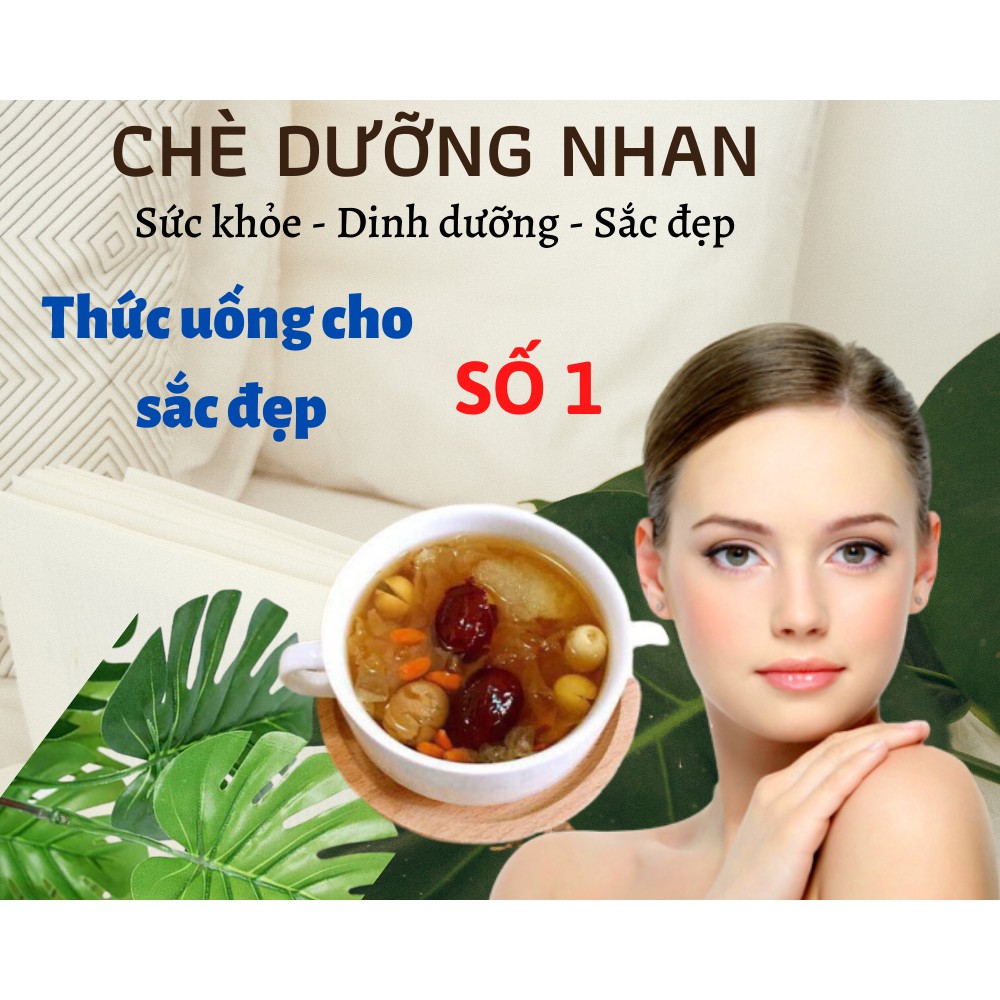 CHÈ DƯỠNG NHAN
Sức khỏe - Dinh dưỡng - Sắc đẹp
Thức uống cho
sắc đẹp
SỐ 1